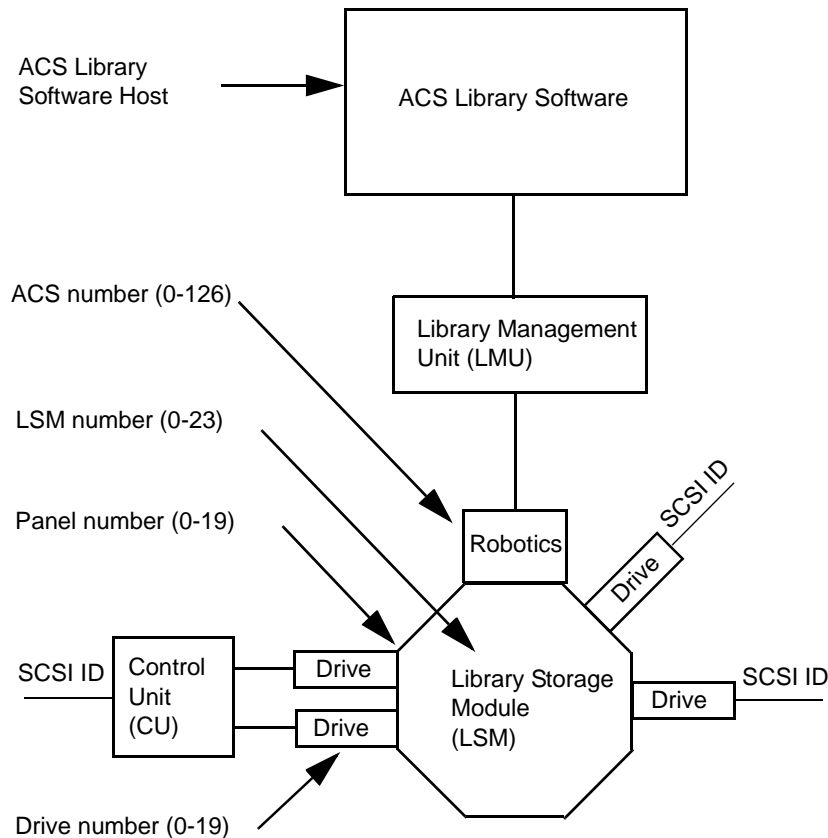 ACS Library
Software Host
ACS Library Software
ACS number (0-126)
Library Management
Unit (LMU)
LSM number (0-23)
Panel number (0-19)
Robotics
SCSI ID
Drive
SCSI ID
Control
Unit
(CU)
Drive
Drive
Library Storage
Module
(LSM)
Drive
SCSI ID
Drive number (0-19)